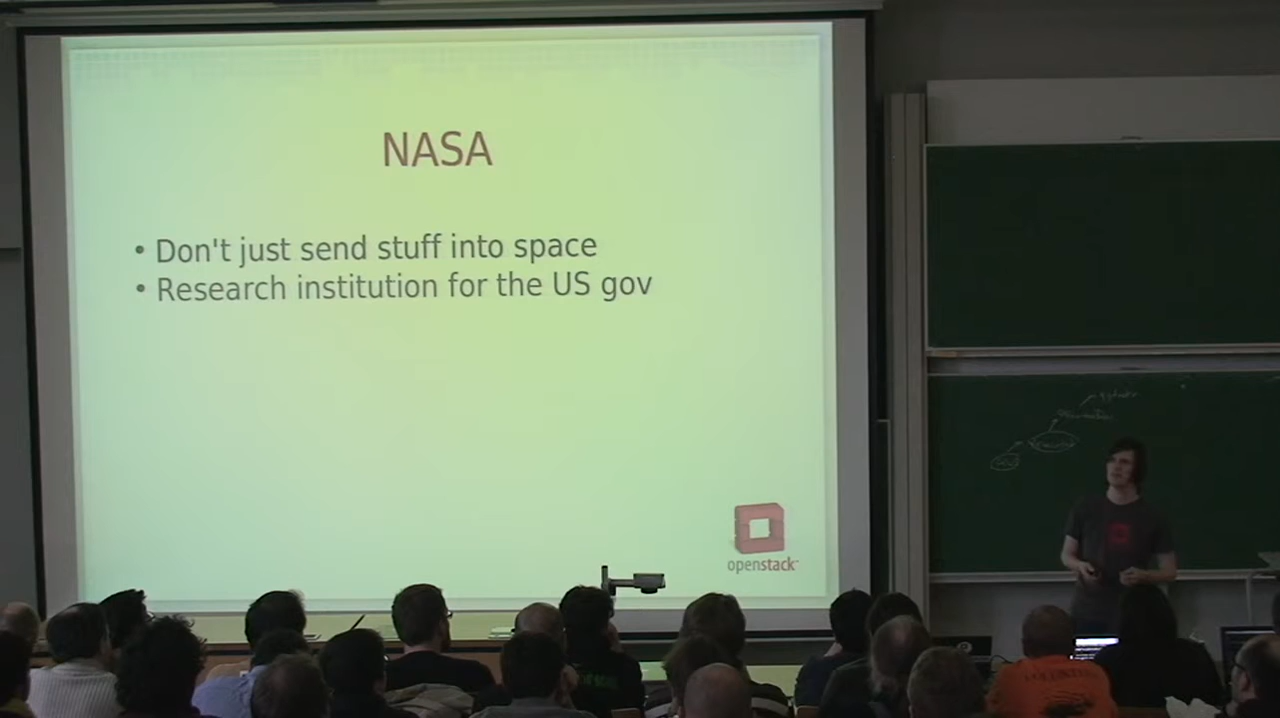 NASA
• Don't just send stuff into space
• Research institution for the US gov
openstack